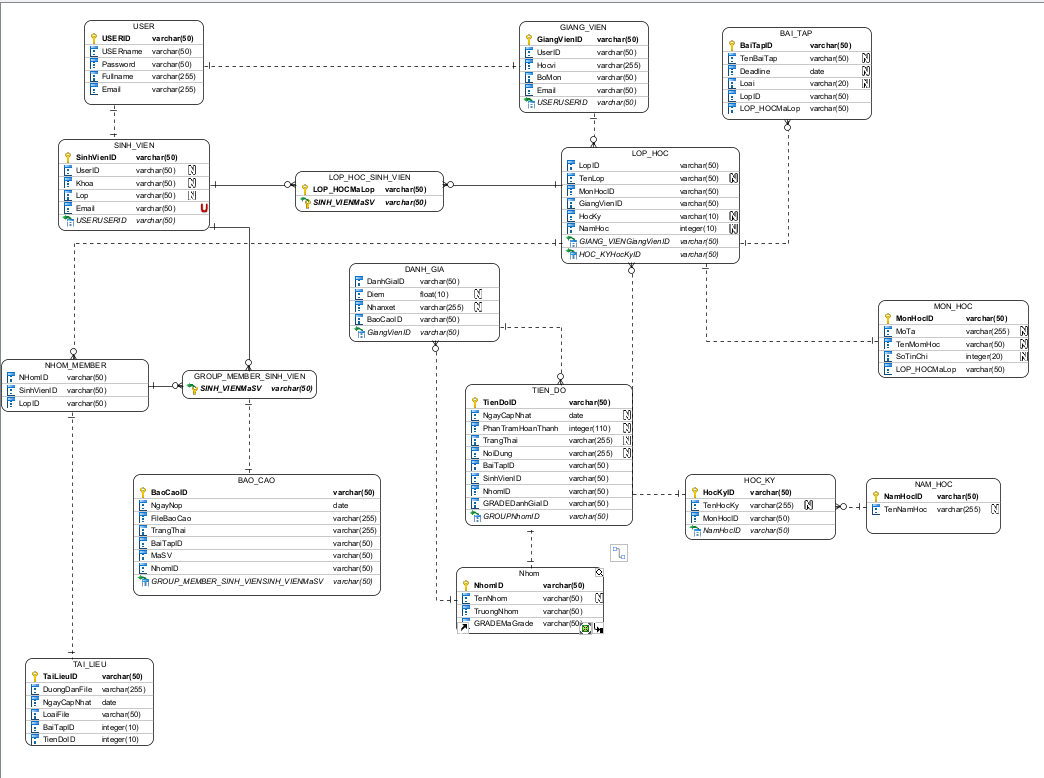 USER
USERID varchar(50)
USERname varchar(50)
Password varchar(50)
Fullname varchar(255)
Email varchar(255)
GIANG_VIEN
GiangVienID varchar(50)
UserID varchar(50)
Hocvi varchar(255)
BoMon varchar(50)
Email varchar(50)
USERUSERID varchar(50)
BAI_TAP
BaiTapID varchar(50)
TenBaiTap varchar(50) N
Deadline date N
Loai varchar(20) N
LopID varchar(50)
LOP_HOCMaLop varchar(50)
SINH_VIEN
SinhVienID varchar(50)
UserID varchar(50) N
Khoa varchar(50) N
Lop varchar(50) N
Email varchar(50) U
USERUSERID varchar(50)
LOP_HOC_SINH_VIEN
LOP_HOCMaLop varchar(50)
SINH_VIENMaSV varchar(50)
LOP_HOC
LopID varchar(50)
TenLop varchar(50) N
MonHocID varchar(50)
GiangVienID varchar(50)
HocKy varchar(10) N
NamHoc integer(10) N
GIANG_VIENGiangVienID varchar(50)
HOC_KYHocKyID varchar(50)
DANH_GIA
DanhGiaID varchar(50)
Diem float(10) N
Nhanxet varchar(255) N
BaoCaoID varchar(50)
GiangVienID varchar(50)
MON_HOC
MonHocID varchar(50)
MoTa varchar(255) N
TenMomHoc varchar(50) N
SoTinChi integer(20) N
LOP_HOCMaLop varchar(50)
NHOM_MEMBER
NHomID varchar(50)
SinhVienID varchar(50)
LopID varchar(50)
GROUP_MEMBER_SINH_VIEN
SINH_VIENMaSV varchar(50)
TIEN_DO
TienDoID varchar(50)
NgayCapNhat date N
PhanTramHoanThanh integer(110) N
TrangThai varchar(255) N
NoiDung varchar(255) N
BaiTapID varchar(50)
SinhVienID varchar(50)
NhomID varchar(50)
GRADEDanhGiaID varchar(50)
GROUPNhomID varchar(50)
BAO_CAO
BaoCaoID varchar(50)
NgayNop date
FileBaoCao varchar(255)
TrangThai varchar(255)
BaiTapID varchar(50)
MaSV varchar(50)
NhomID varchar(50)
GROUP_MEMBER_SINH_VIENSINH_VIENMaSV varchar(50)
HOC_KY
HocKyID varchar(50)
TenHocKy varchar(255) N
MonHocID varchar(50)
NamHocID varchar(50)
NAM_HOC
NamHocID varchar(50)
TenNamHoc varchar(255) N
Nhom
NhomID varchar(50)
TenNhom varchar(50) N
TruongNhom varchar(50)
GRADEMaGrade varchar(50)
TAI_LIEU
TaiLieuID varchar(50)
DuongDanFile varchar(255)
NgayCapNhat date
LoaiFile varchar(50)
BaiTapID integer(10)
TienDoID integer(10)